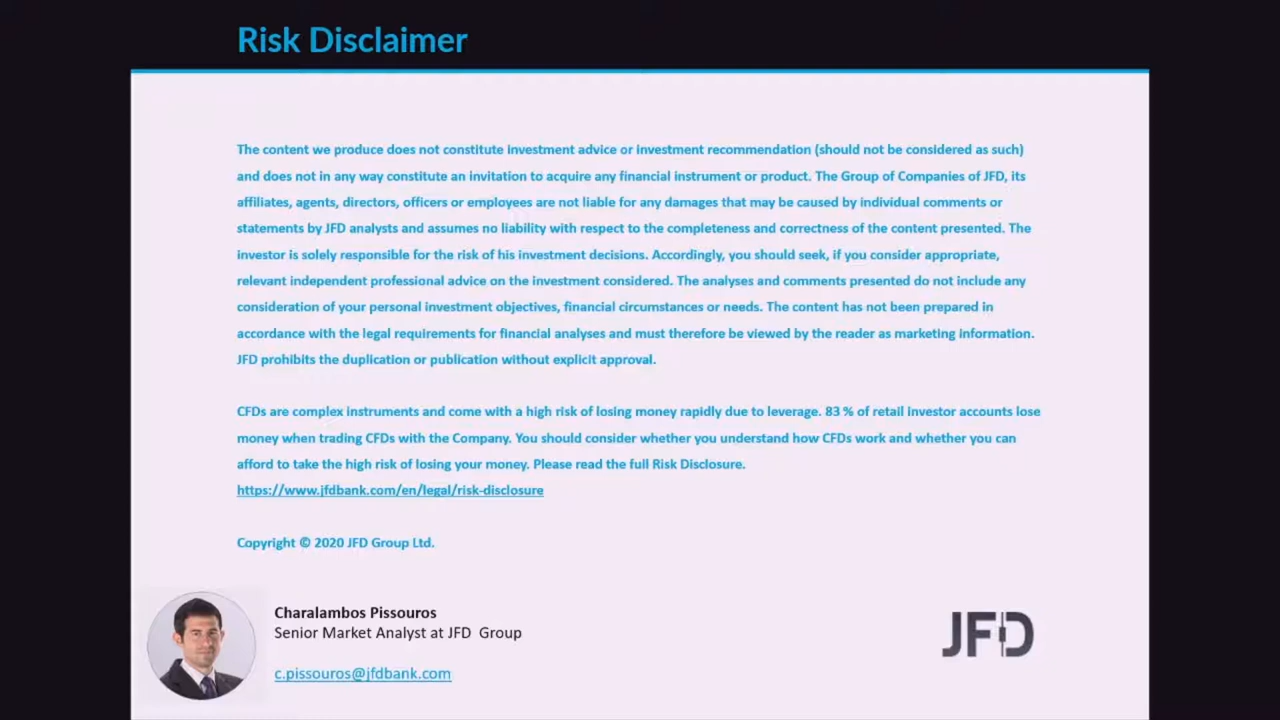 Risk Disclaimer
The content we produce does not constitute investment advice or investment recommendation (should not be considered as such)
and does not in any way constitute an invitation to acquire any financial instrument or product. The Group of Companies of JFD, its
affiliates, agents, directors, officers or employees are not liable for any damages that may be caused by individual comments or
statements by JFD analysts and assumes no liability with respect to the completeness and correctness of the content presented. The
investor is solely responsible for the risk of his investment decisions. Accordingly, you should seek, if you consider appropriate,
relevant independent professional advice on the investment considered. The analyses and comments presented do not include any
consideration of your personal investment objectives, financial circumstances or needs. The content has not been prepared in
accordance with the legal requirements for financial analyses and must therefore be viewed by the reader as marketing information.
JFD prohibits the duplication or publication without explicit approval.
CFDs are complex instruments and come with a high risk of losing money rapidly due to leverage. 83 % of retail investor accounts lose
money when trading CFDs with the Company. You should consider whether you understand how CFDs work and whether you can
afford to take the high risk of losing your money. Please read the full Risk Disclosure.
https://www.jfdbank.com/en/legal/risk-disclosure
Copyright © 2020 JFD Group Ltd.
Charalambos Pissouros
Senior Market Analyst at JFD Group
c.pissouros@jfdbank.com
JFD